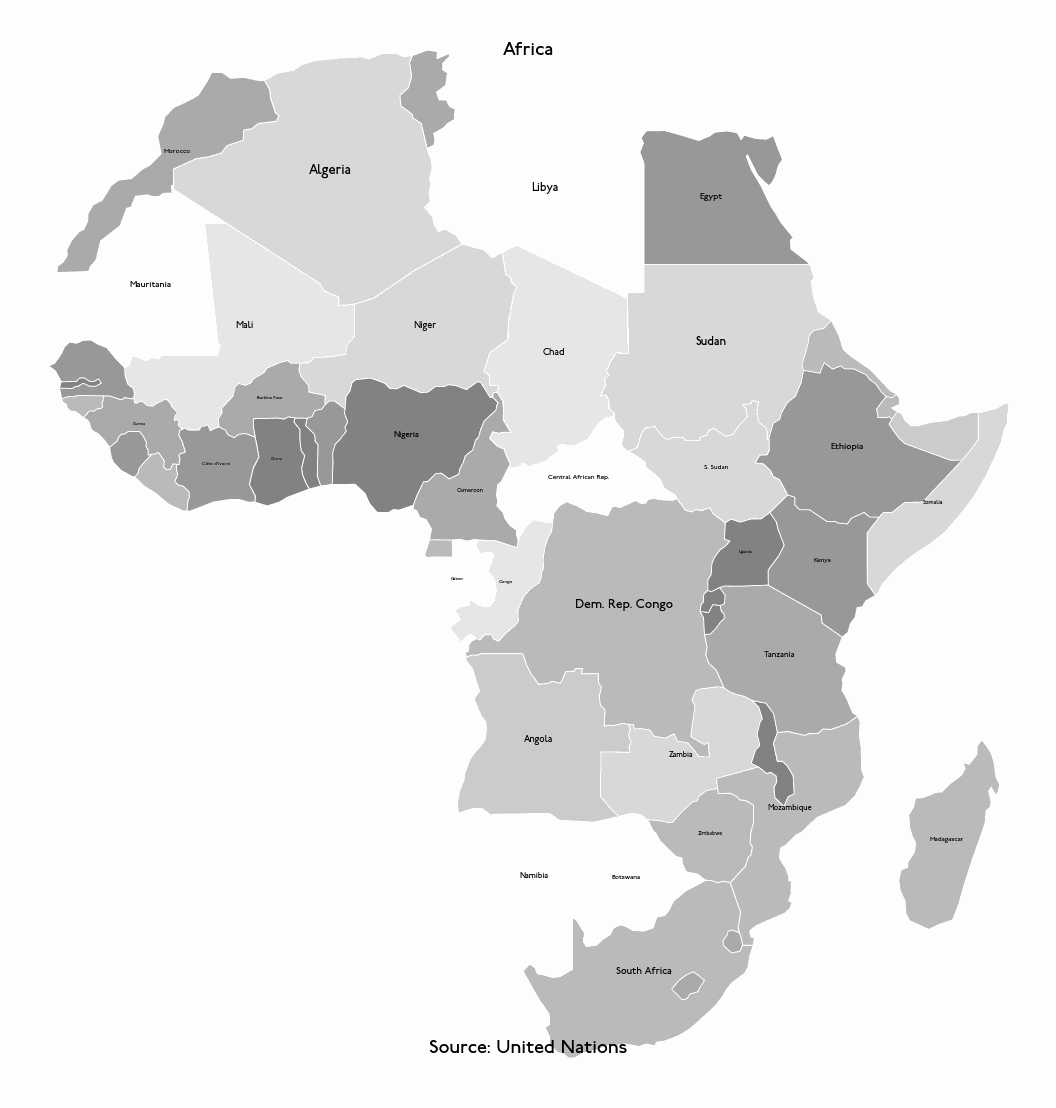 Africa
Morocco
Algeria
Libya
Egypt
Mauritania
Mali
Niger
Chad
Sudan
Burkina Faso
Guinea
Nigeria
Ethiopia
Côte d'Ivoire
Ghana
S. Sudan
Central African Rep.
Cameroon
Somalia
Uganda
Kenya
Gabon
Congo
Dem. Rep. Congo
Tanzania
Angola
Zambia
Mozambique
Zimbabwe
Madagascar
Namibia
Botswana
South Africa
Source: United Nations